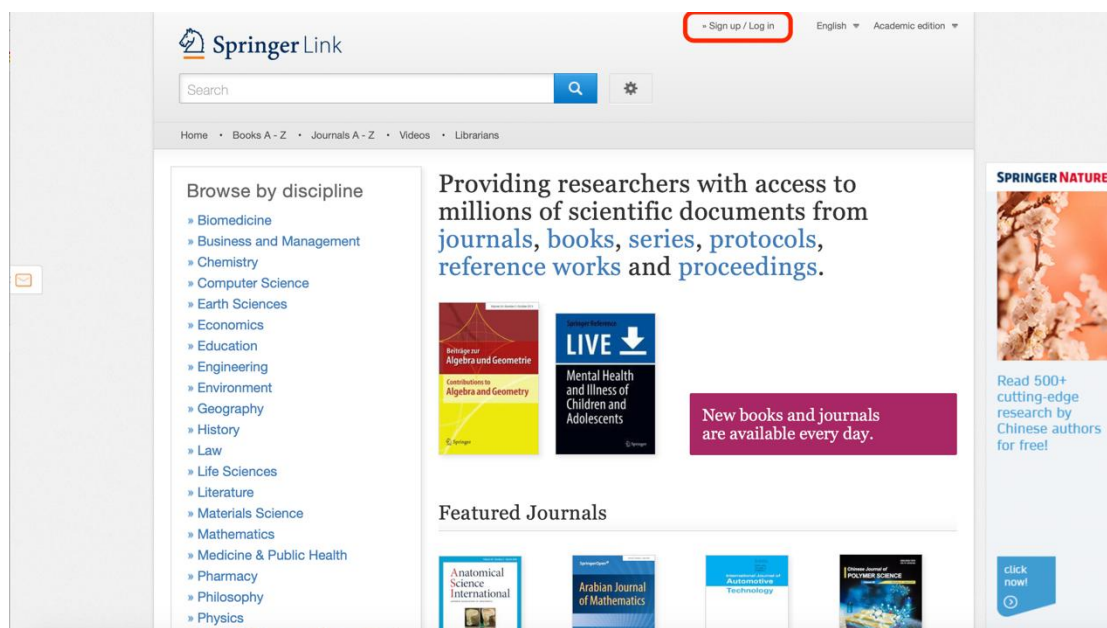 Springer Link
» Sign up / Log in
English
Academic edition
Search
Home • Books A - Z • Journals A - Z • Videos • Librarians
Browse by discipline
» Biomedicine
» Business and Management
» Chemistry
» Computer Science
» Earth Sciences
» Economics
» Education
» Engineering
» Environment
» Geography
» History
» Law
» Life Sciences
» Literature
» Materials Science
» Mathematics
» Medicine & Public Health
» Pharmacy
» Philosophy
» Physics
Providing researchers with access to
millions of scientific documents from
journals, books, series, protocols,
reference works and proceedings.
Beiträge zur
Algebra und Geometrie
Contributions to
Algebra and Geometry
Springer
Springer Reference
LIVE
Mental Health
and Illness of
Children and
Adolescents
Springer
New books and journals
are available every day.
Featured Journals
Anatomical
Science
International
SpringerOpen
Arabian Journal
of Mathematics
International Journal of
Automotive
Technology
Chinese Journal of
POLYMER SCIENCE
SPRINGER NATURE
Read 500+
cutting-edge
research by
Chinese authors
for free!
click
now!